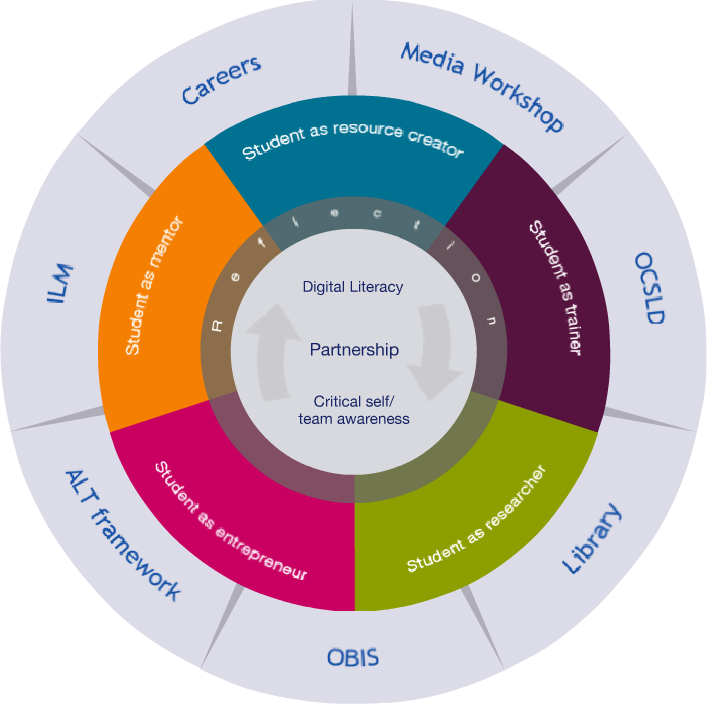 Careers
Media Workshop
OCSLD
Library
OBIS
ALT framework
ILM
Student as resource creator
Student as trainer
Student as researcher
Student as entrepreneur
Student as mentor
Reflection
Digital Literacy
Partnership
Critical self/
team awareness